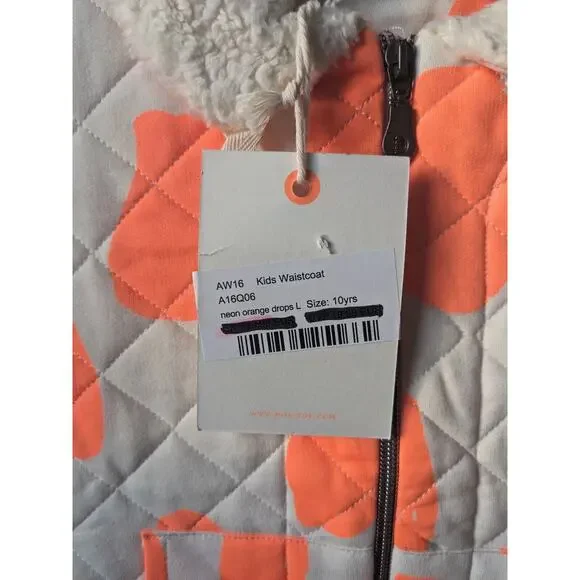 AW16 Kids Waistcoat
A16Q06
neon orange drops L Size: 10yrs